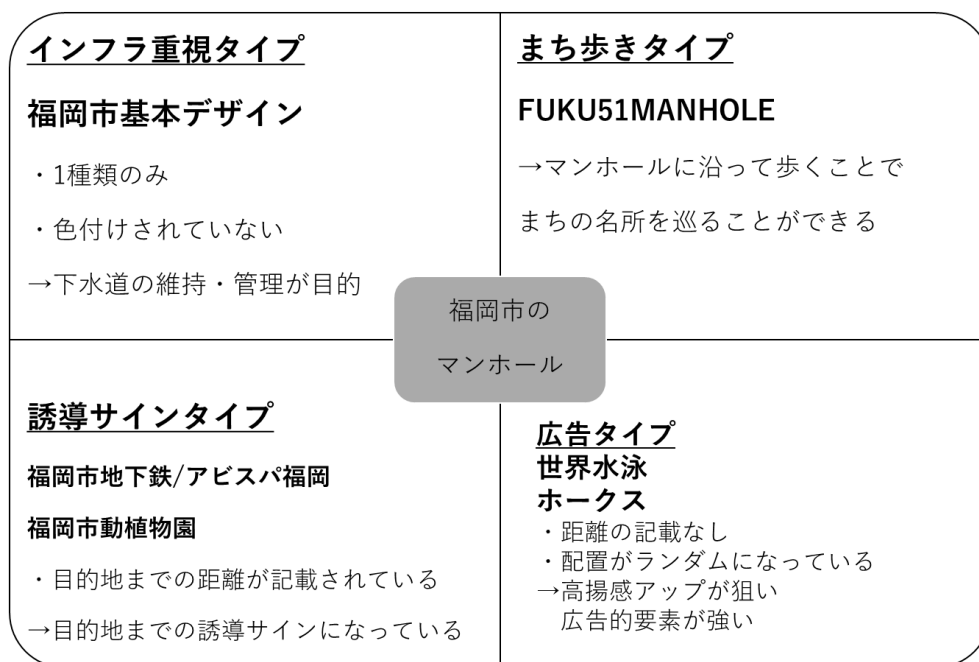 インフラ重視タイプ
福岡市基本デザイン
・1種類のみ
・色付けされていない
→下水道の維持・管理が目的
まち歩きタイプ
FUKU51MANHOLE
→マンホールに沿って歩くことで
まちの名所を巡ることができる
福岡市の
マンホール
誘導サインタイプ
福岡市地下鉄/アビスパ福岡
福岡市動植物園
・目的地までの距離が記載されている
→目的地までの誘導サインになっている
広告タイプ
世界水泳
ホークス
・距離の記載なし
・配置がランダムになっている
→高揚感アップが狙い
広告的要素が強い